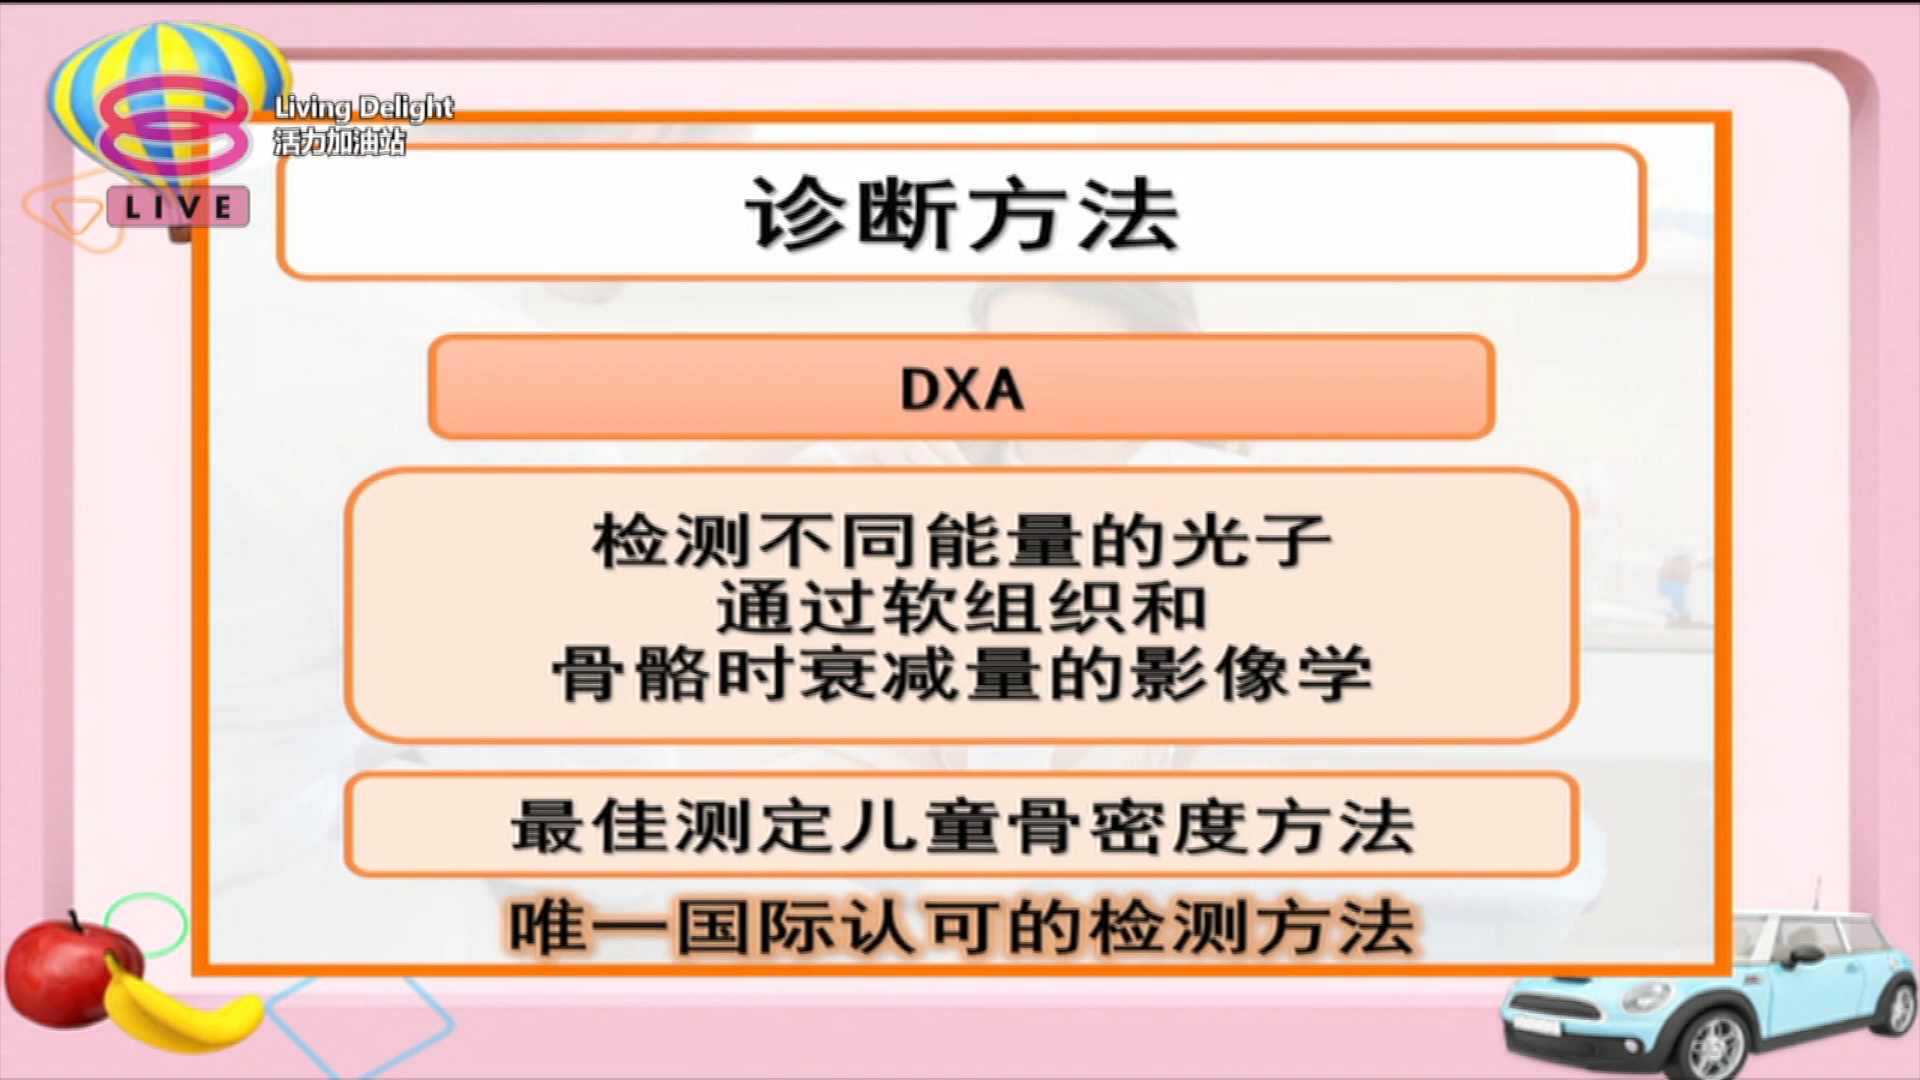 Living Delight
活力加油站
LIVE
诊断方法
DXA
检测不同能量的光子
通过软组织和
骨骼时衰减量的影像学
最佳测定儿童骨密度方法
唯一国际认可的检测方法